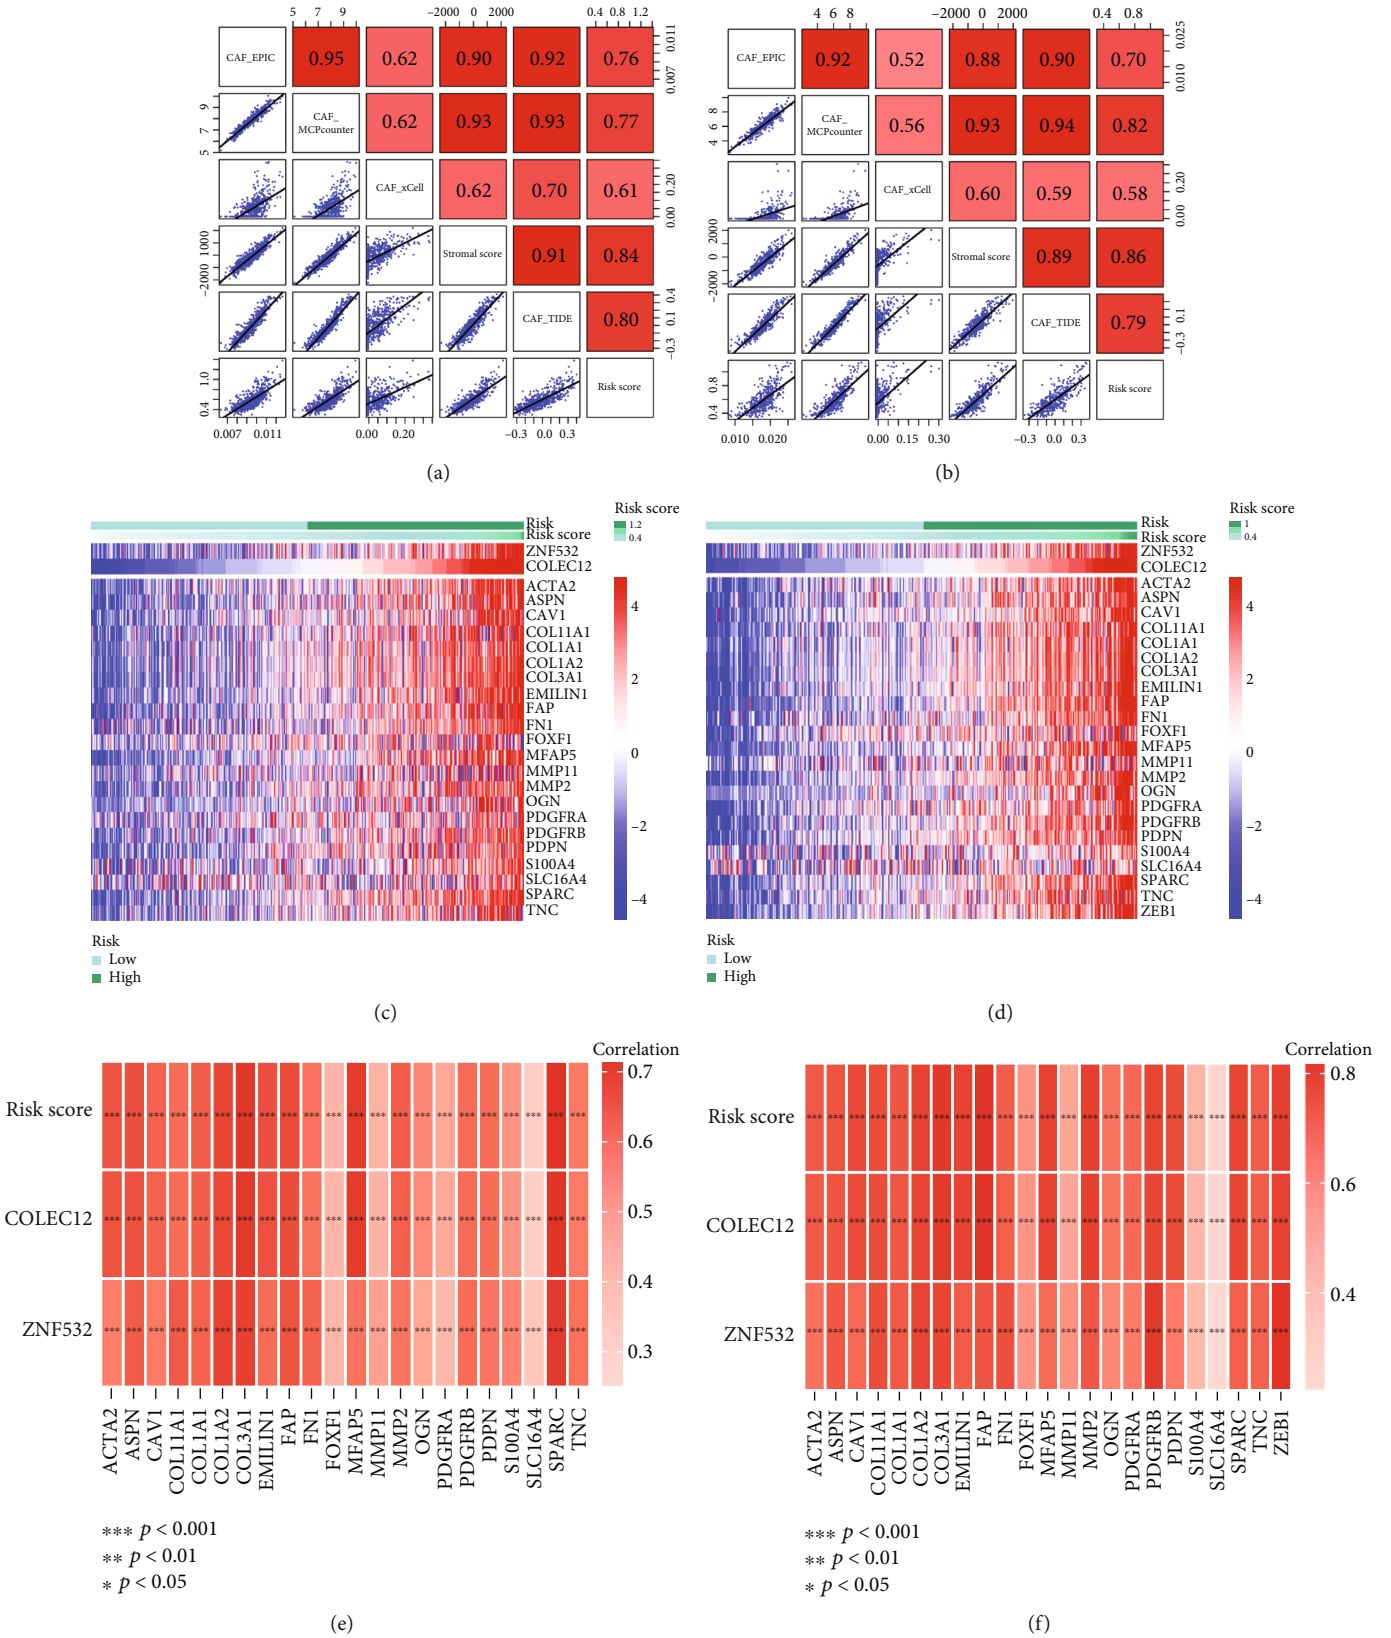 5 7 9
−2000 0 2000
0.4 0.8 1.2
CAF_EPIC
0.95
0.62
0.90
0.92
0.76
0.007 0.011
5 7 9
CAF_
MCPcounter
0.62
0.93
0.93
0.77
CAF_xCell
0.62
0.70
0.61
0.00 0.20
−2000 1000
Stromal score
0.91
0.84
CAF_TIDE
0.80
−0.3 0.1 0.4
0.4 1.0
Risk score
0.007 0.011
0.00 0.20
−0.3 0.0 0.3
(a)
4 6 8
−2000 0 2000
0.4 0.8
CAF_EPIC
0.92
0.52
0.88
0.90
0.70
0.010 0.025
4 6 8
CAF_
MCPcounter
0.56
0.93
0.94
0.82
CAF_xCell
0.60
0.59
0.58
0.00 0.20
−2000 0 2000
Stromal score
0.89
0.86
CAF_TIDE
0.79
−0.3 0.1
0.4 0.8
Risk score
0.010 0.020
0.00 0.15 0.30
−0.3 0.0 0.3
(b)
Risk
Risk score
ZNF532
COLEC12
ACTA2
ASPN
CAV1
COL11A1
COL1A1
COL1A2
COL3A1
EMILIN1
FAP
FN1
FOXF1
MFAP5
MMP11
MMP2
OGN
PDGFRA
PDGFRB
PDPN
S100A4
SLC16A4
SPARC
TNC
Risk score
1.2
0.4
4
2
0
−2
−4
Risk
Low
High
(c)
Risk
Risk score
ZNF532
COLEC12
ACTA2
ASPN
CAV1
COL11A1
COL1A1
COL1A2
COL3A1
EMILIN1
FAP
FN1
FOXF1
MFAP5
MMP11
MMP2
OGN
PDGFRA
PDGFRB
PDPN
S100A4
SLC16A4
SPARC
TNC
ZEB1
Risk score
1
0.4
4
2
0
−2
−4
Risk
Low
High
(d)
Correlation
0.7
0.6
0.5
0.4
0.3
Risk score
*** *** *** *** *** *** *** *** *** *** *** *** *** *** *** *** *** *** *** *** *** ***
COLEC12
*** *** *** *** *** *** *** *** *** *** *** *** *** *** *** *** *** *** *** *** *** ***
ZNF532
*** *** *** *** *** *** *** *** *** *** *** *** *** *** *** *** *** *** *** *** *** ***
ACTA2
ASPN
CAV1
COL11A1
COL1A1
COL1A2
COL3A1
EMILIN1
FAP
FN1
FOXF1
MFAP5
MMP11
MMP2
OGN
PDGFRA
PDGFRB
PDPN
S100A4
SLC16A4
SPARC
TNC
*** p < 0.001
** p < 0.01
* p < 0.05
(e)
Correlation
0.8
0.6
0.4
Risk score
*** *** *** *** *** *** *** *** *** *** *** *** *** *** *** *** *** *** *** *** *** *** ***
COLEC12
*** *** *** *** *** *** *** *** *** *** *** *** *** *** *** *** *** *** *** *** *** *** ***
ZNF532
*** *** *** *** *** *** *** *** *** *** *** *** *** *** *** *** *** *** *** *** *** *** ***
ACTA2
ASPN
CAV1
COL11A1
COL1A1
COL1A2
COL3A1
EMILIN1
FAP
FN1
FOXF1
MFAP5
MMP11
MMP2
OGN
PDGFRA
PDGFRB
PDPN
S100A4
SLC16A4
SPARC
TNC
ZEB1
*** p < 0.001
** p < 0.01
* p < 0.05
(f)